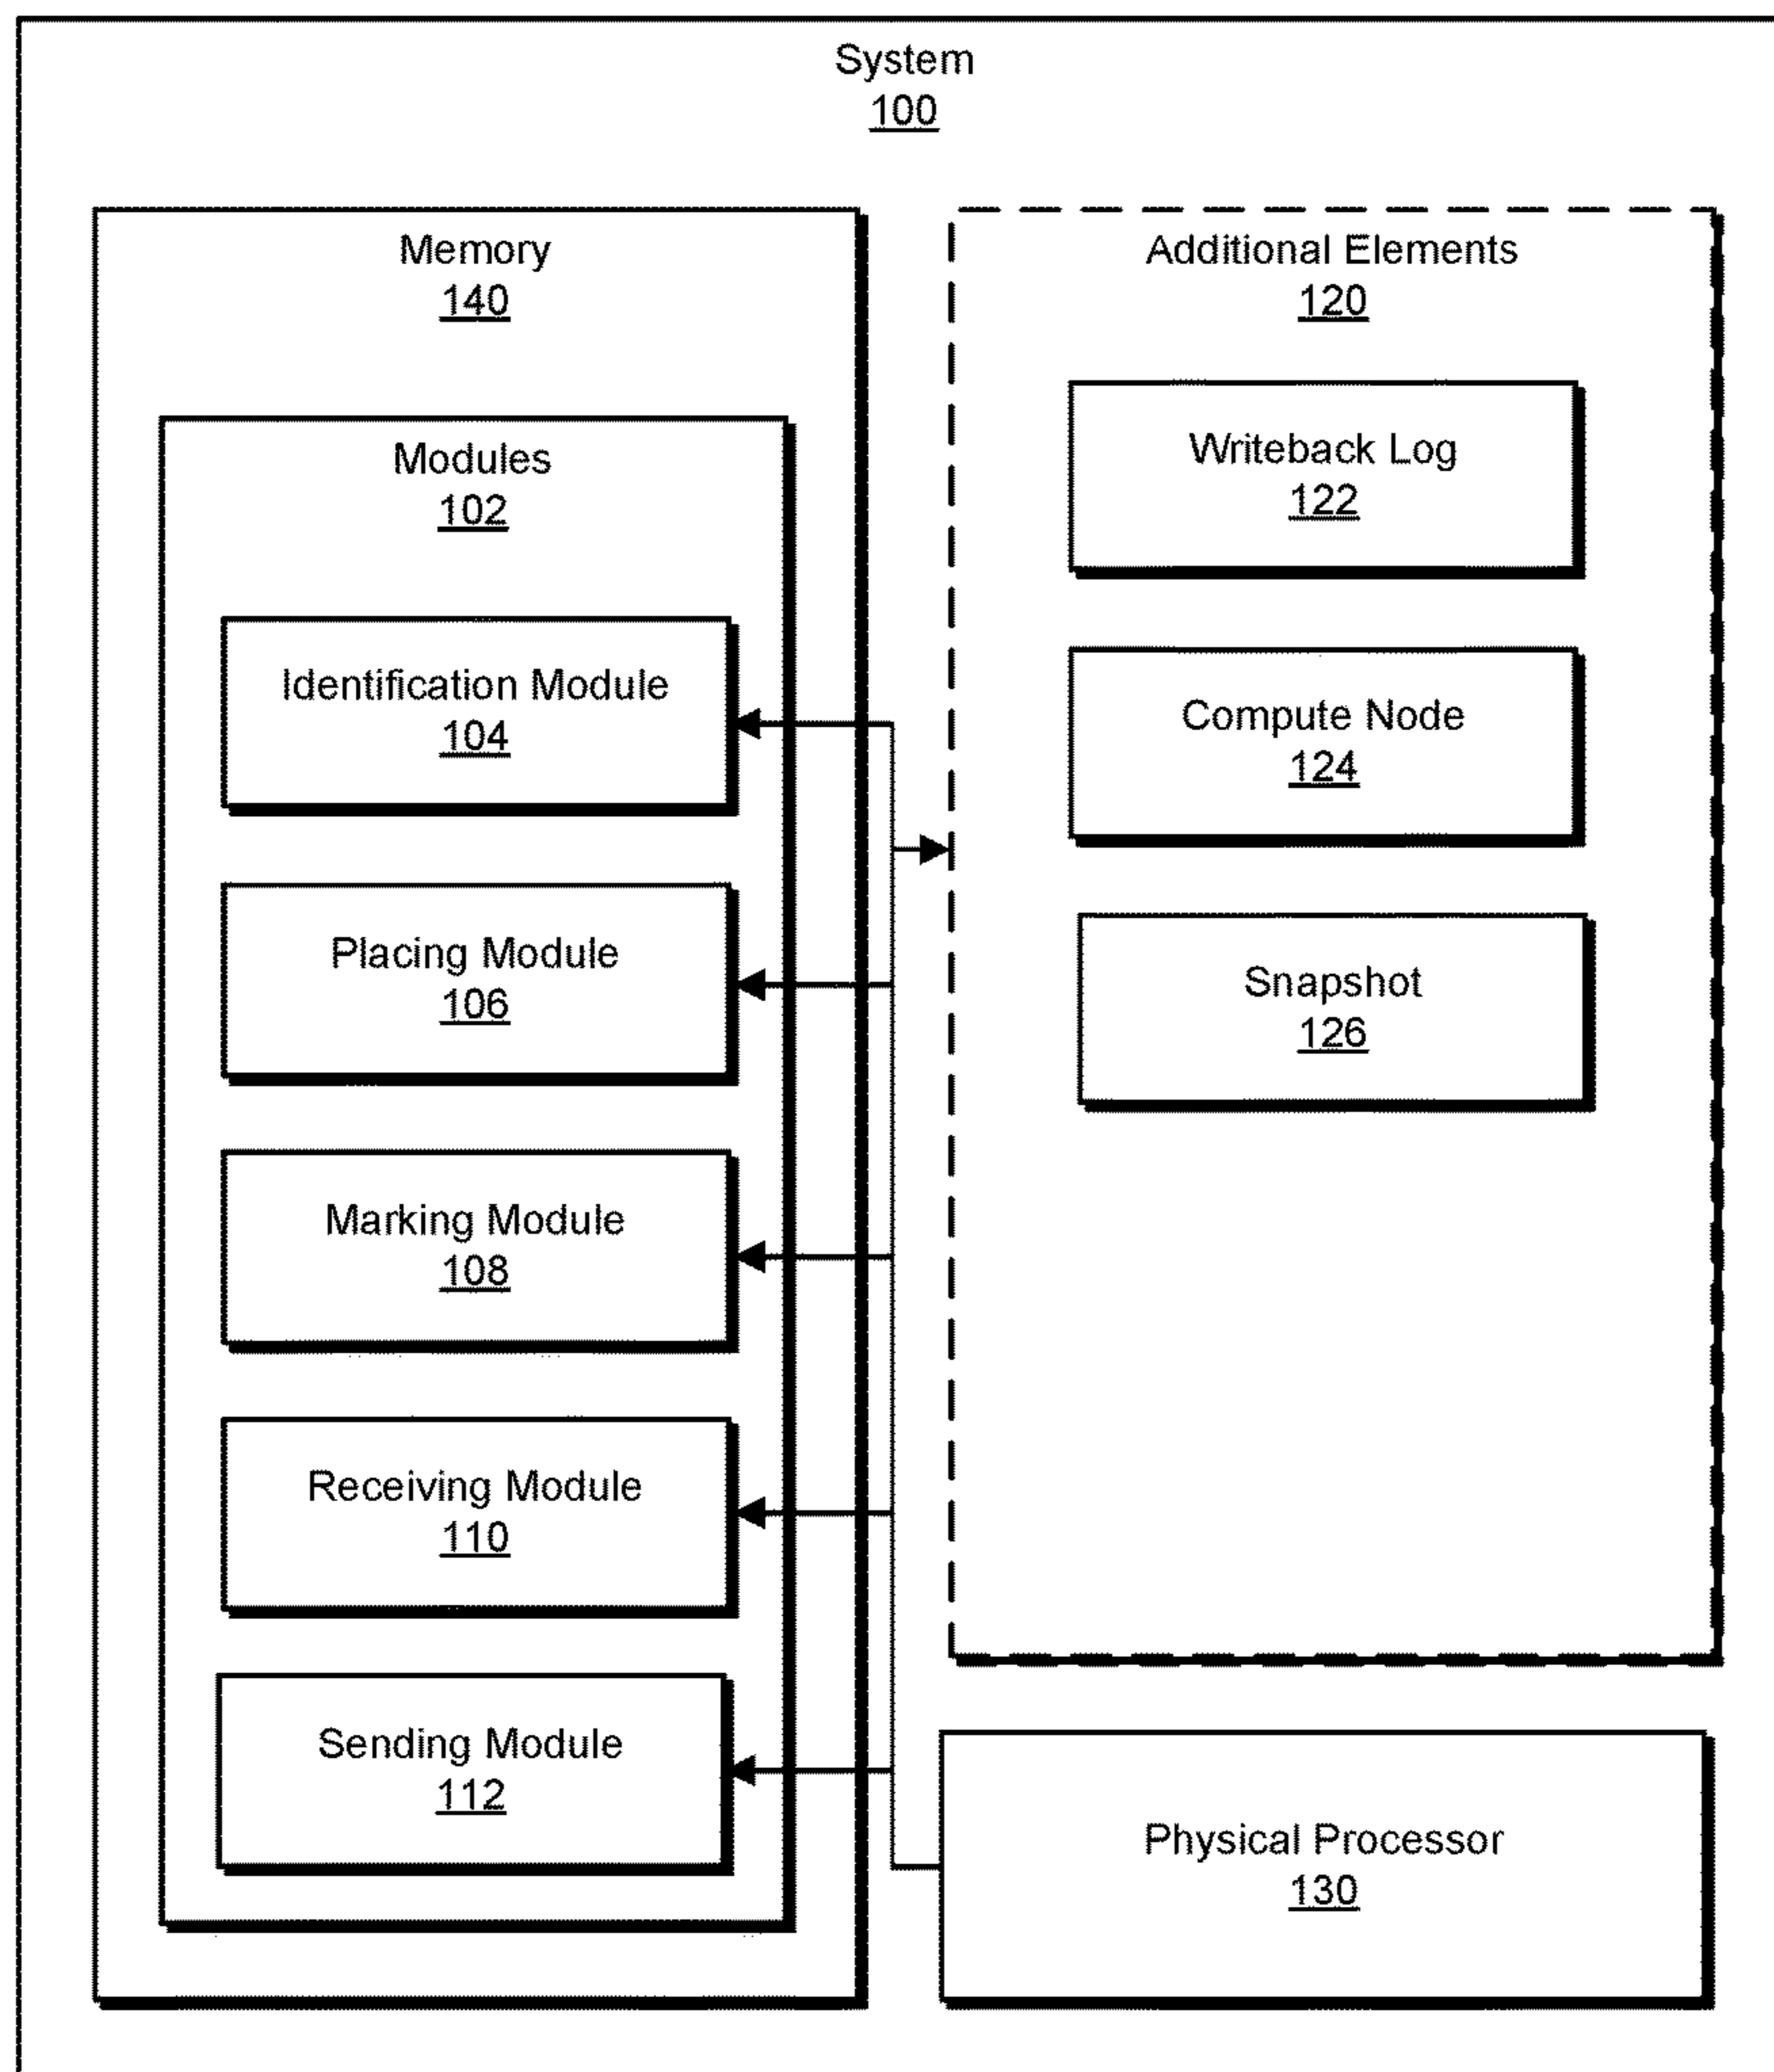 System
100
Memory
140
Modules
102
Identification Module
104
Placing Module
106
Marking Module
108
Receiving Module
110
Sending Module
112
Additional Elements
120
Writeback Log
122
Compute Node
124
Snapshot
126
Physical Processor
130